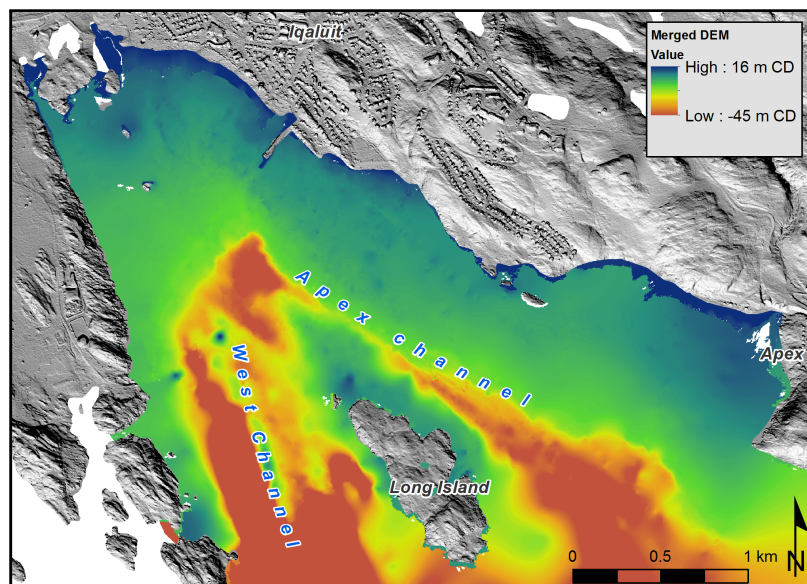 Iqaluit
Merged DEM
Value
High : 16 m CD
Low : -45 m CD
Apex channel
West Channel
Apex
Long Island
0 0.5 1 km
N